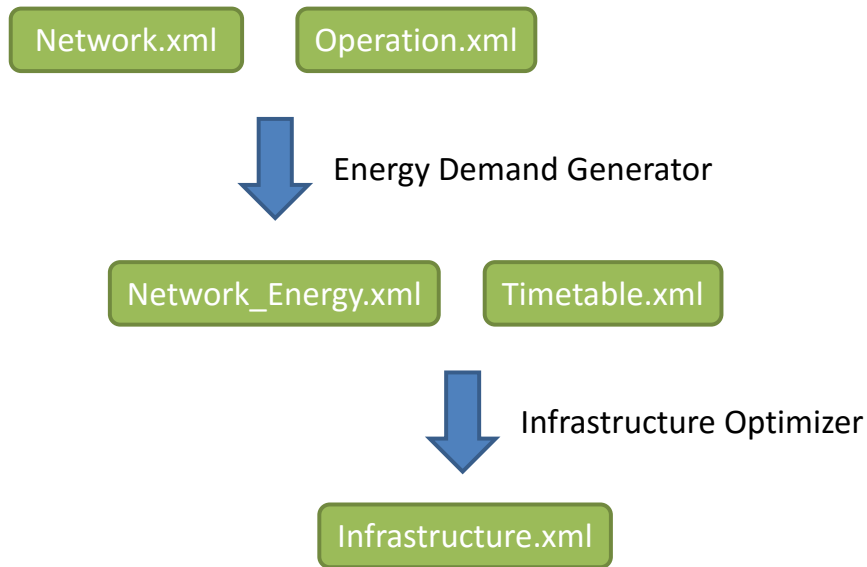 Network.xml
Operation.xml
Energy Demand Generator
Network_Energy.xml
Timetable.xml
Infrastructure Optimizer
Infrastructure.xml